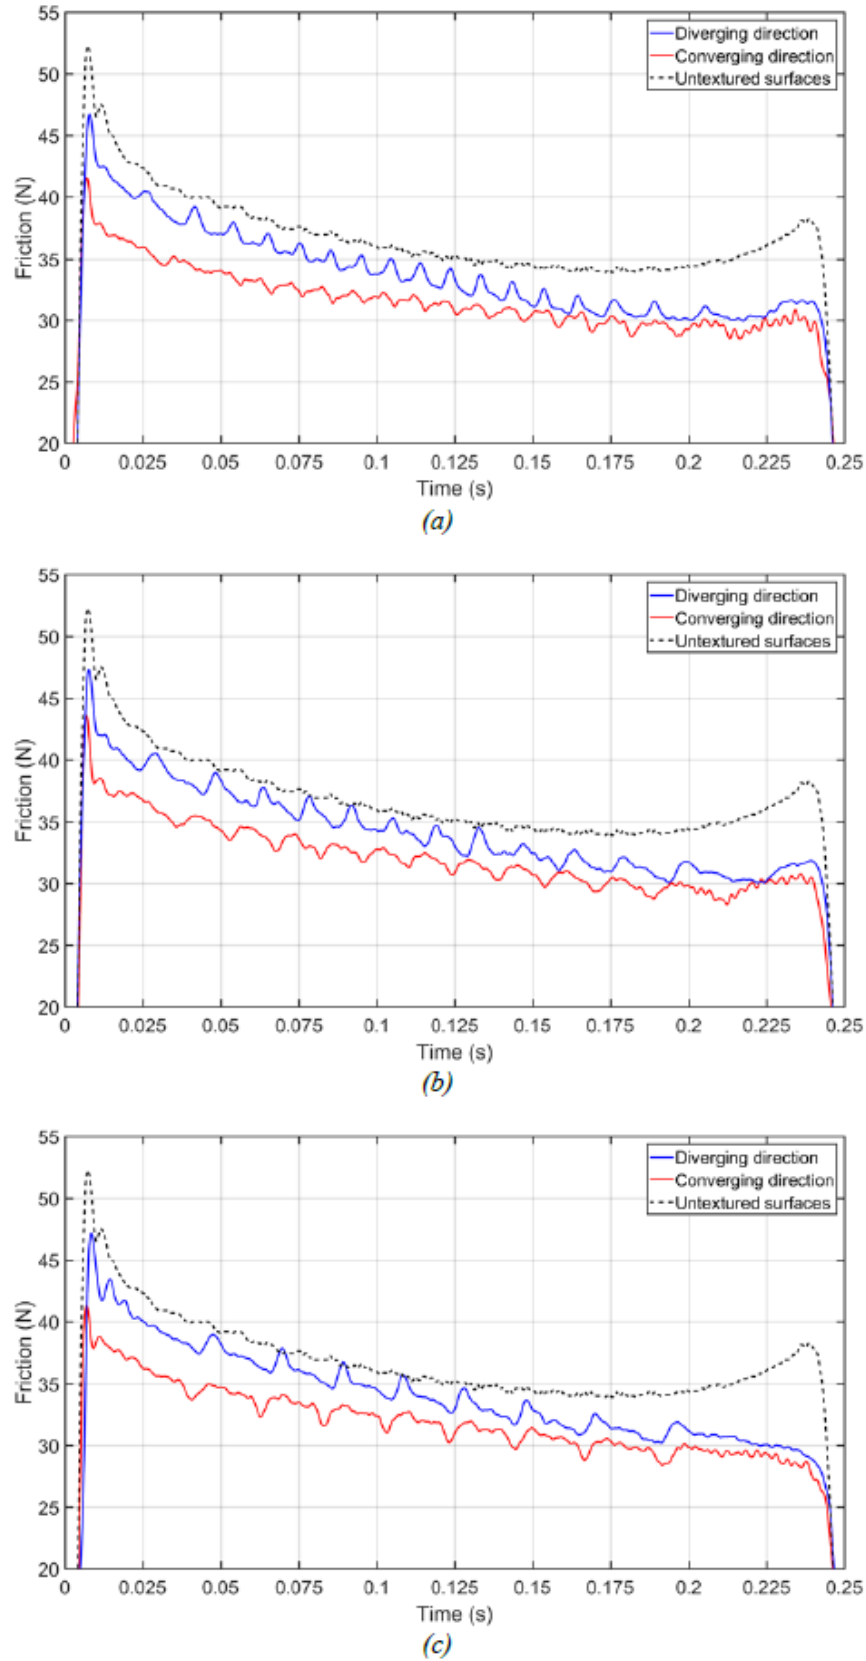 55
50
45
40
35
30
25
20
Friction (N)
Diverging direction
Converging direction
Untextured surfaces
0 0.025 0.05 0.075 0.1 0.125 0.15 0.175 0.2 0.225 0.25
Time (s)
(a)
55
50
45
40
35
30
25
20
Friction (N)
Diverging direction
Converging direction
Untextured surfaces
0 0.025 0.05 0.075 0.1 0.125 0.15 0.175 0.2 0.225 0.25
Time (s)
(b)
55
50
45
40
35
30
25
20
Friction (N)
Diverging direction
Converging direction
Untextured surfaces
0 0.025 0.05 0.075 0.1 0.125 0.15 0.175 0.2 0.225 0.25
Time (s)
(c)